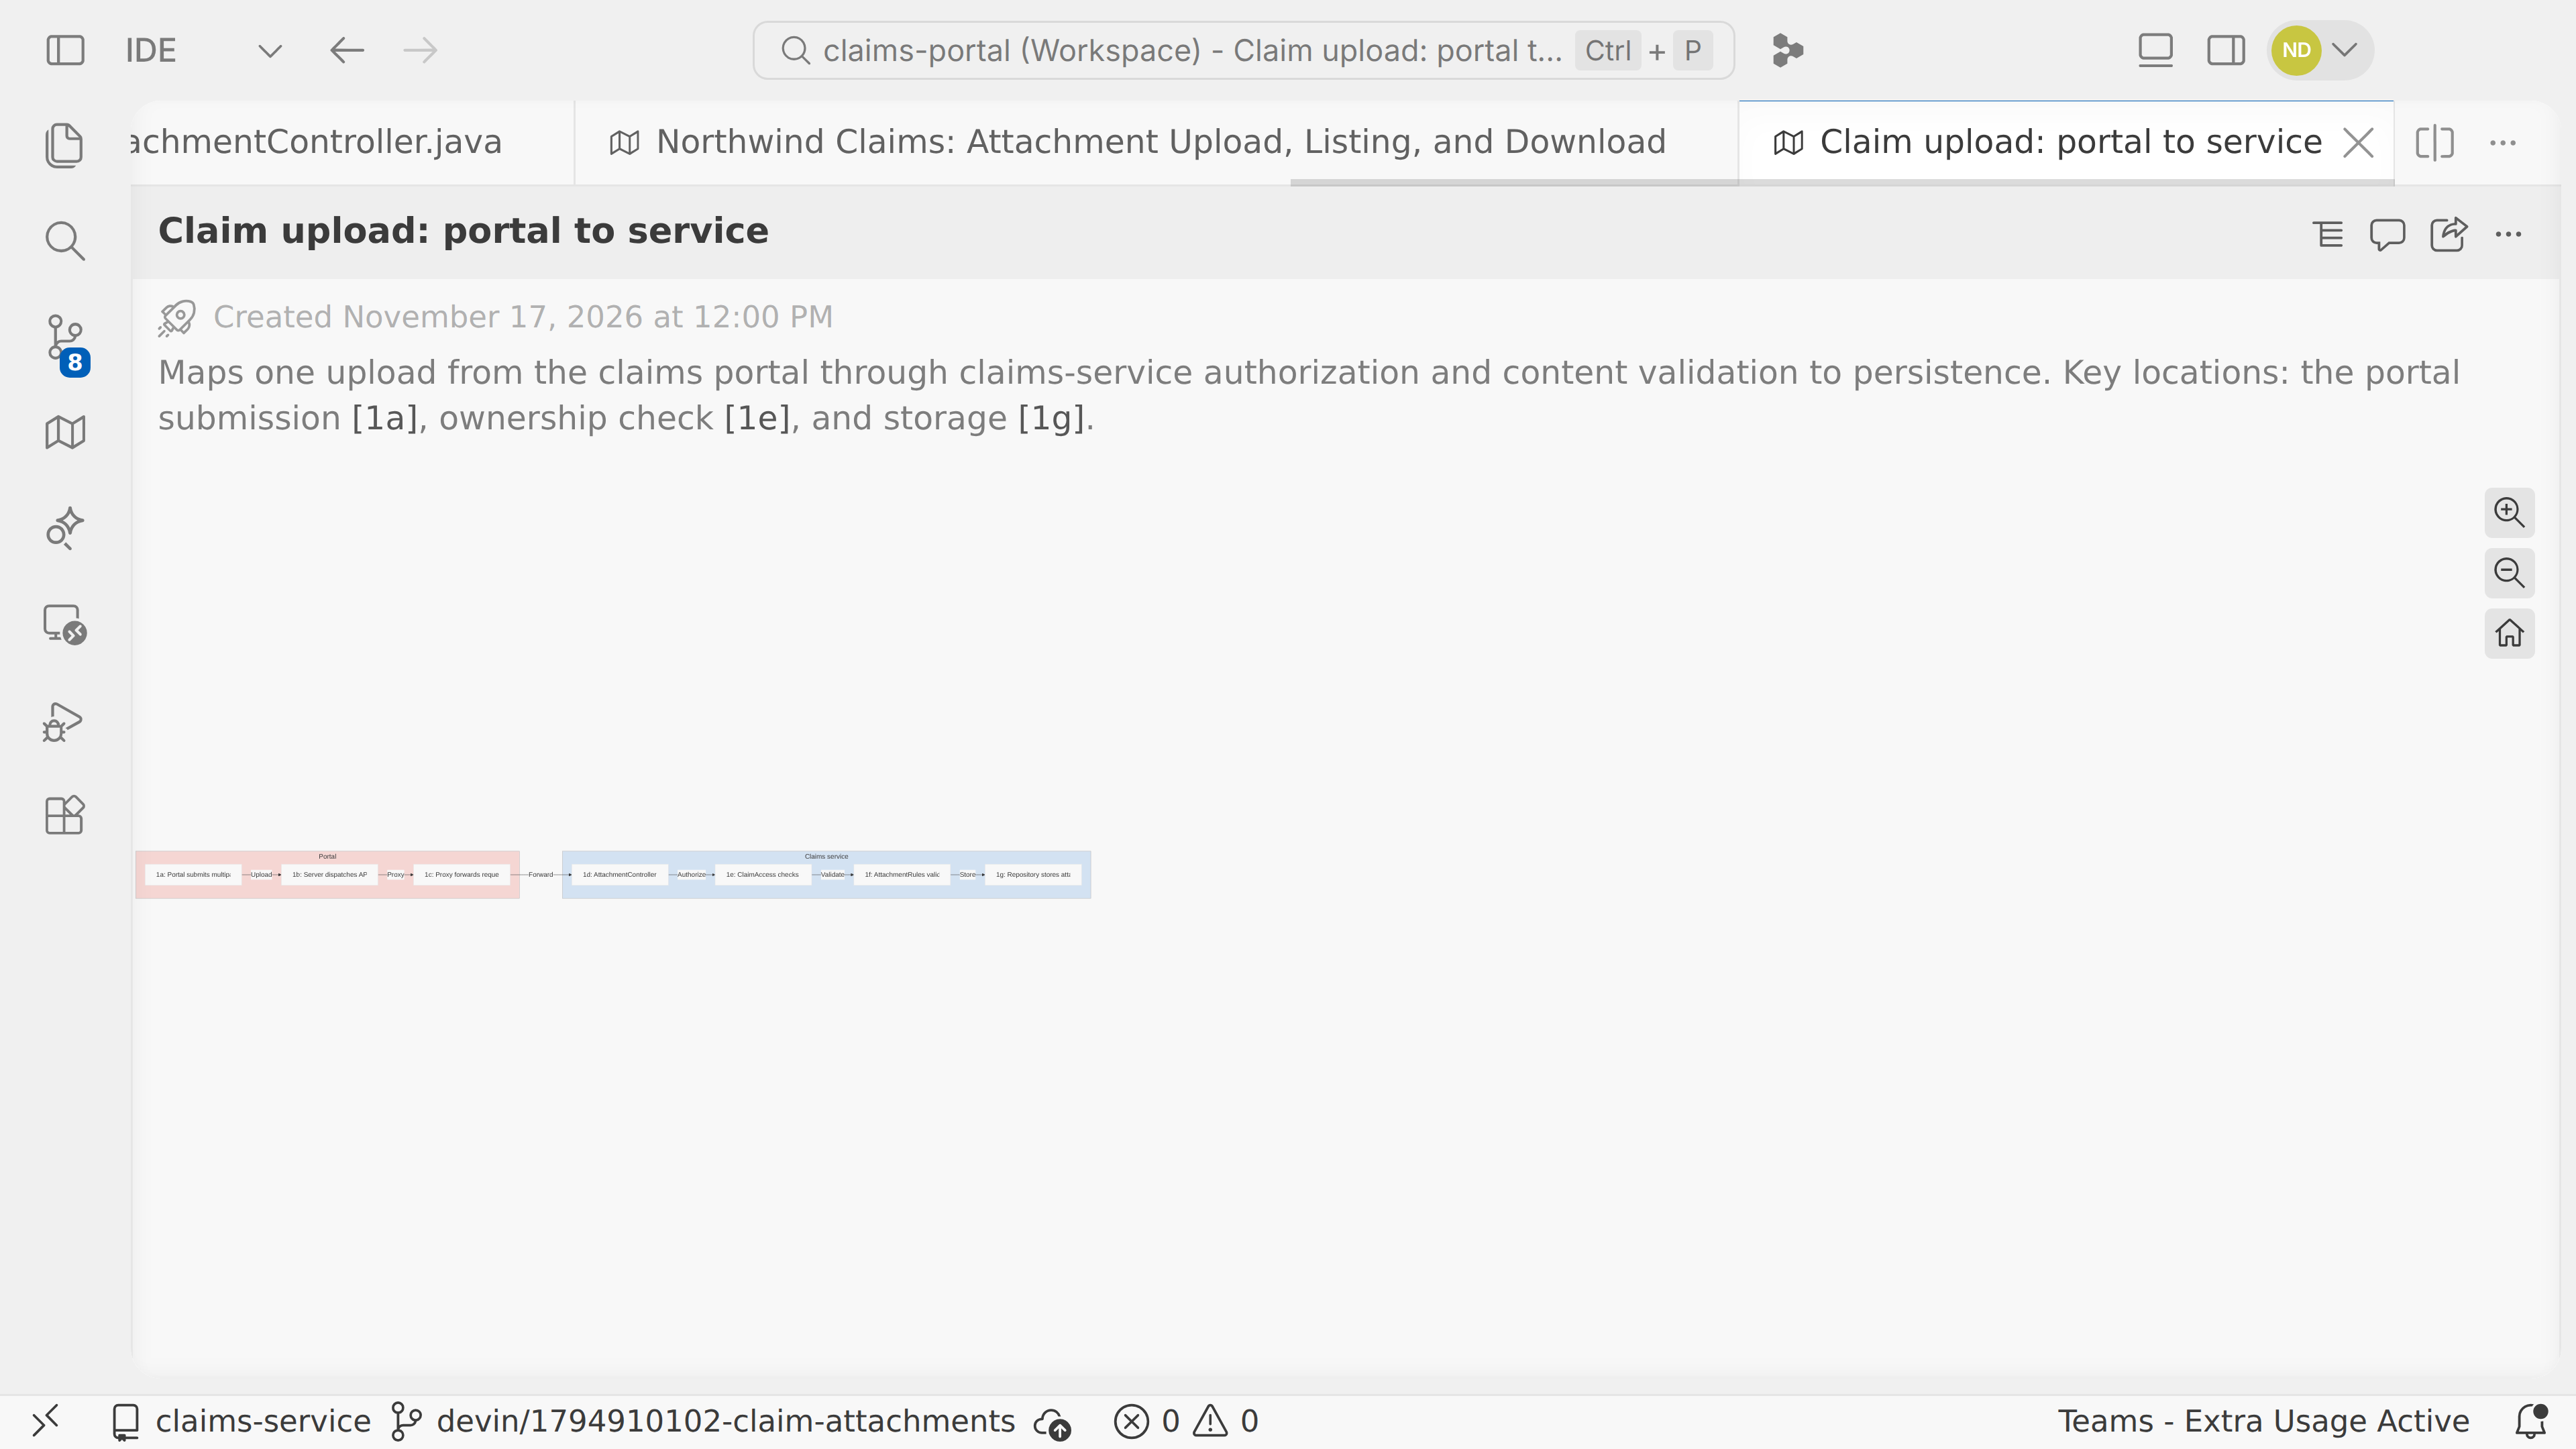 IDE
claims-portal (Workspace) - Claim upload: portal t... Ctrl + P
ND
achmentController.java
Northwind Claims: Attachment Upload, Listing, and Download
Claim upload: portal to service
Claim upload: portal to service
Created November 17, 2026 at 12:00 PM
Maps one upload from the claims portal through claims-service authorization and content validation to persistence. Key locations: the portal
submission [1a], ownership check [1e], and storage [1g].
8
Portal
1a: Portal submits multip
Upload
1b: Server dispatches AP
Proxy
1c: Proxy forwards reque
Forward
Claims service
1d: AttachmentController
Authorize
1e: ClaimAccess checks
Validate
1f: AttachmentRules valic
Store
1g: Repository stores atta
claims-service
devin/1794910102-claim-attachments
0
0
Teams - Extra Usage Active